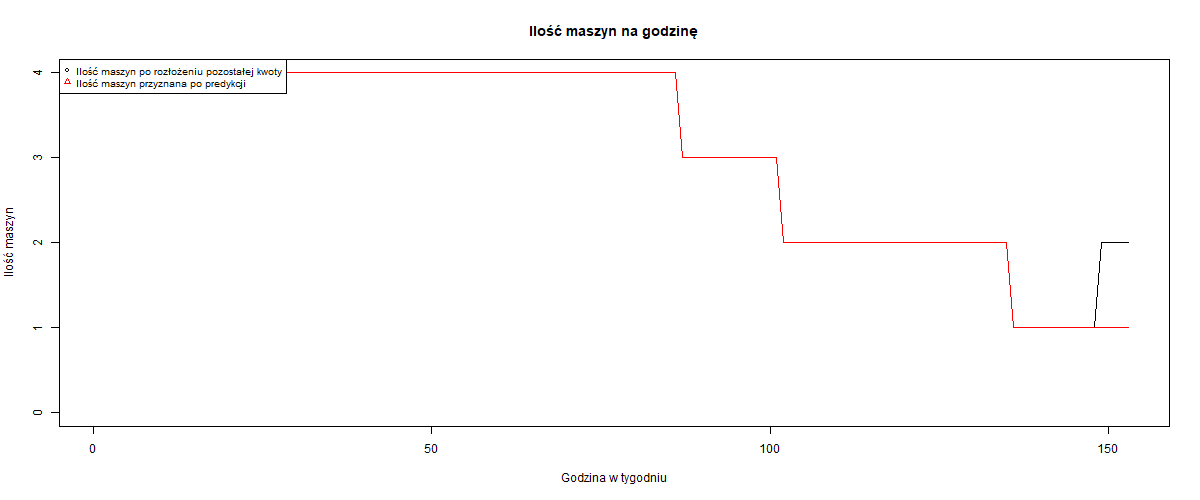 Ilość maszyn na godzinę
Ilość maszyn po rozłożeniu pozostałej kwoty
Ilość maszyn przyznana po predykcji
Ilość maszyn
4
3
2
1
0
0 50 100 150
Godzina w tygodniu